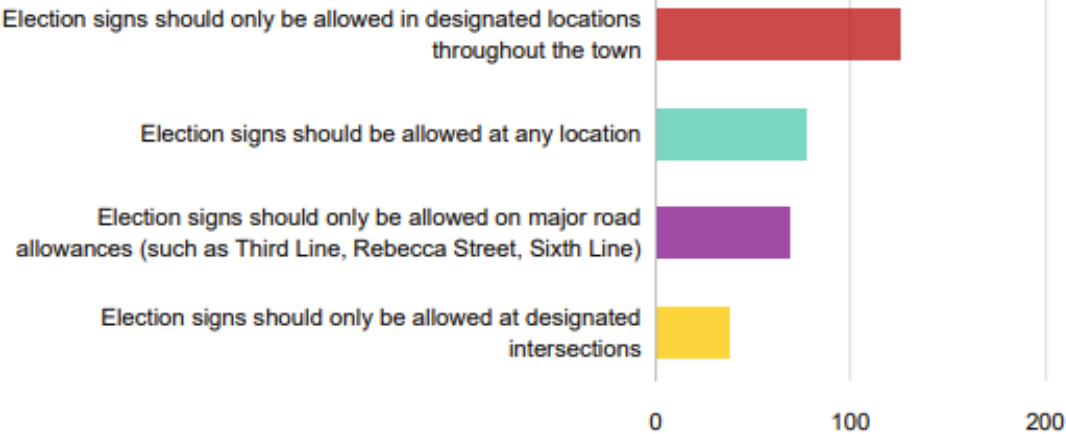 Election signs should only be allowed in designated locations
throughout the town
Election signs should be allowed at any location
Election signs should only be allowed on major road
allowances (such as Third Line, Rebecca Street, Sixth Line)
Election signs should only be allowed at designated
intersections
0 100 200